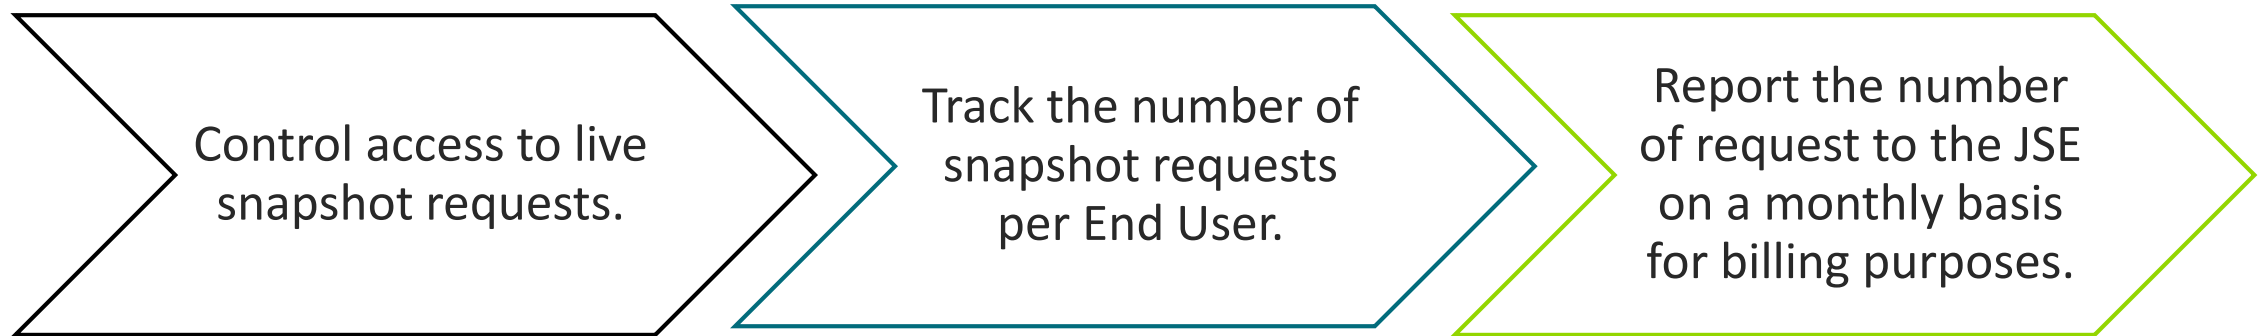 Control access to live
snapshot requests.
Track the number of
snapshot requests
per End User.
Report the number
of request to the JSE
on a monthly basis
for billing purposes.